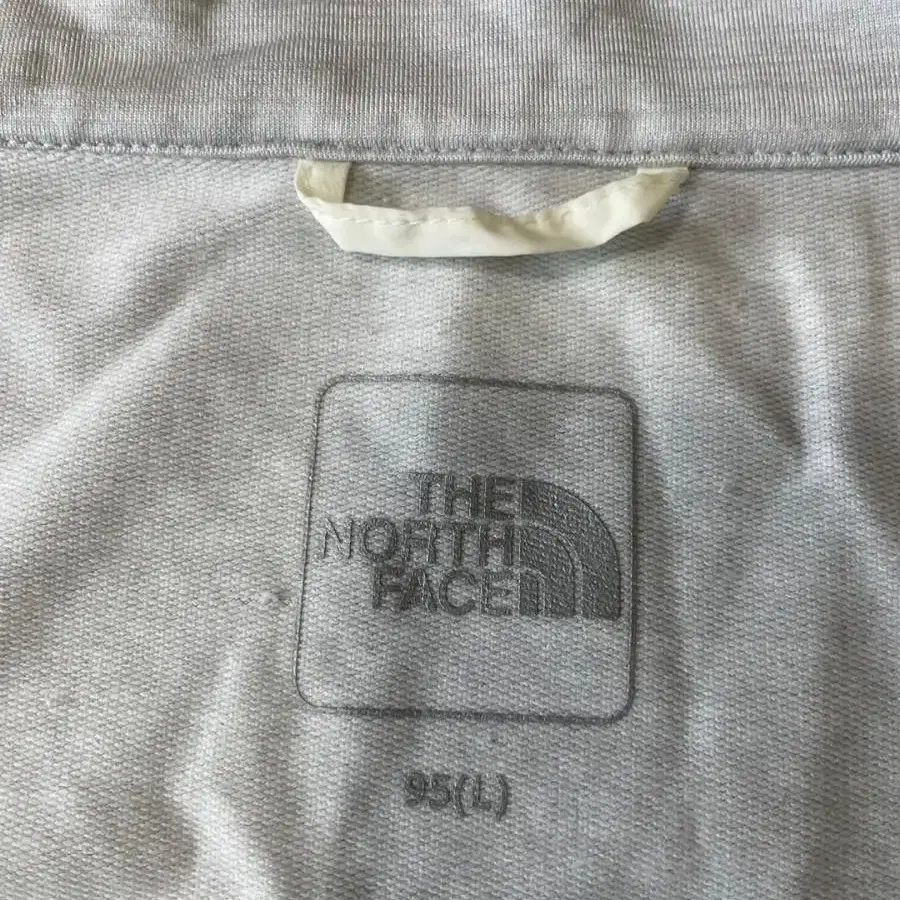 THE
NORTH
FACE
95(L)